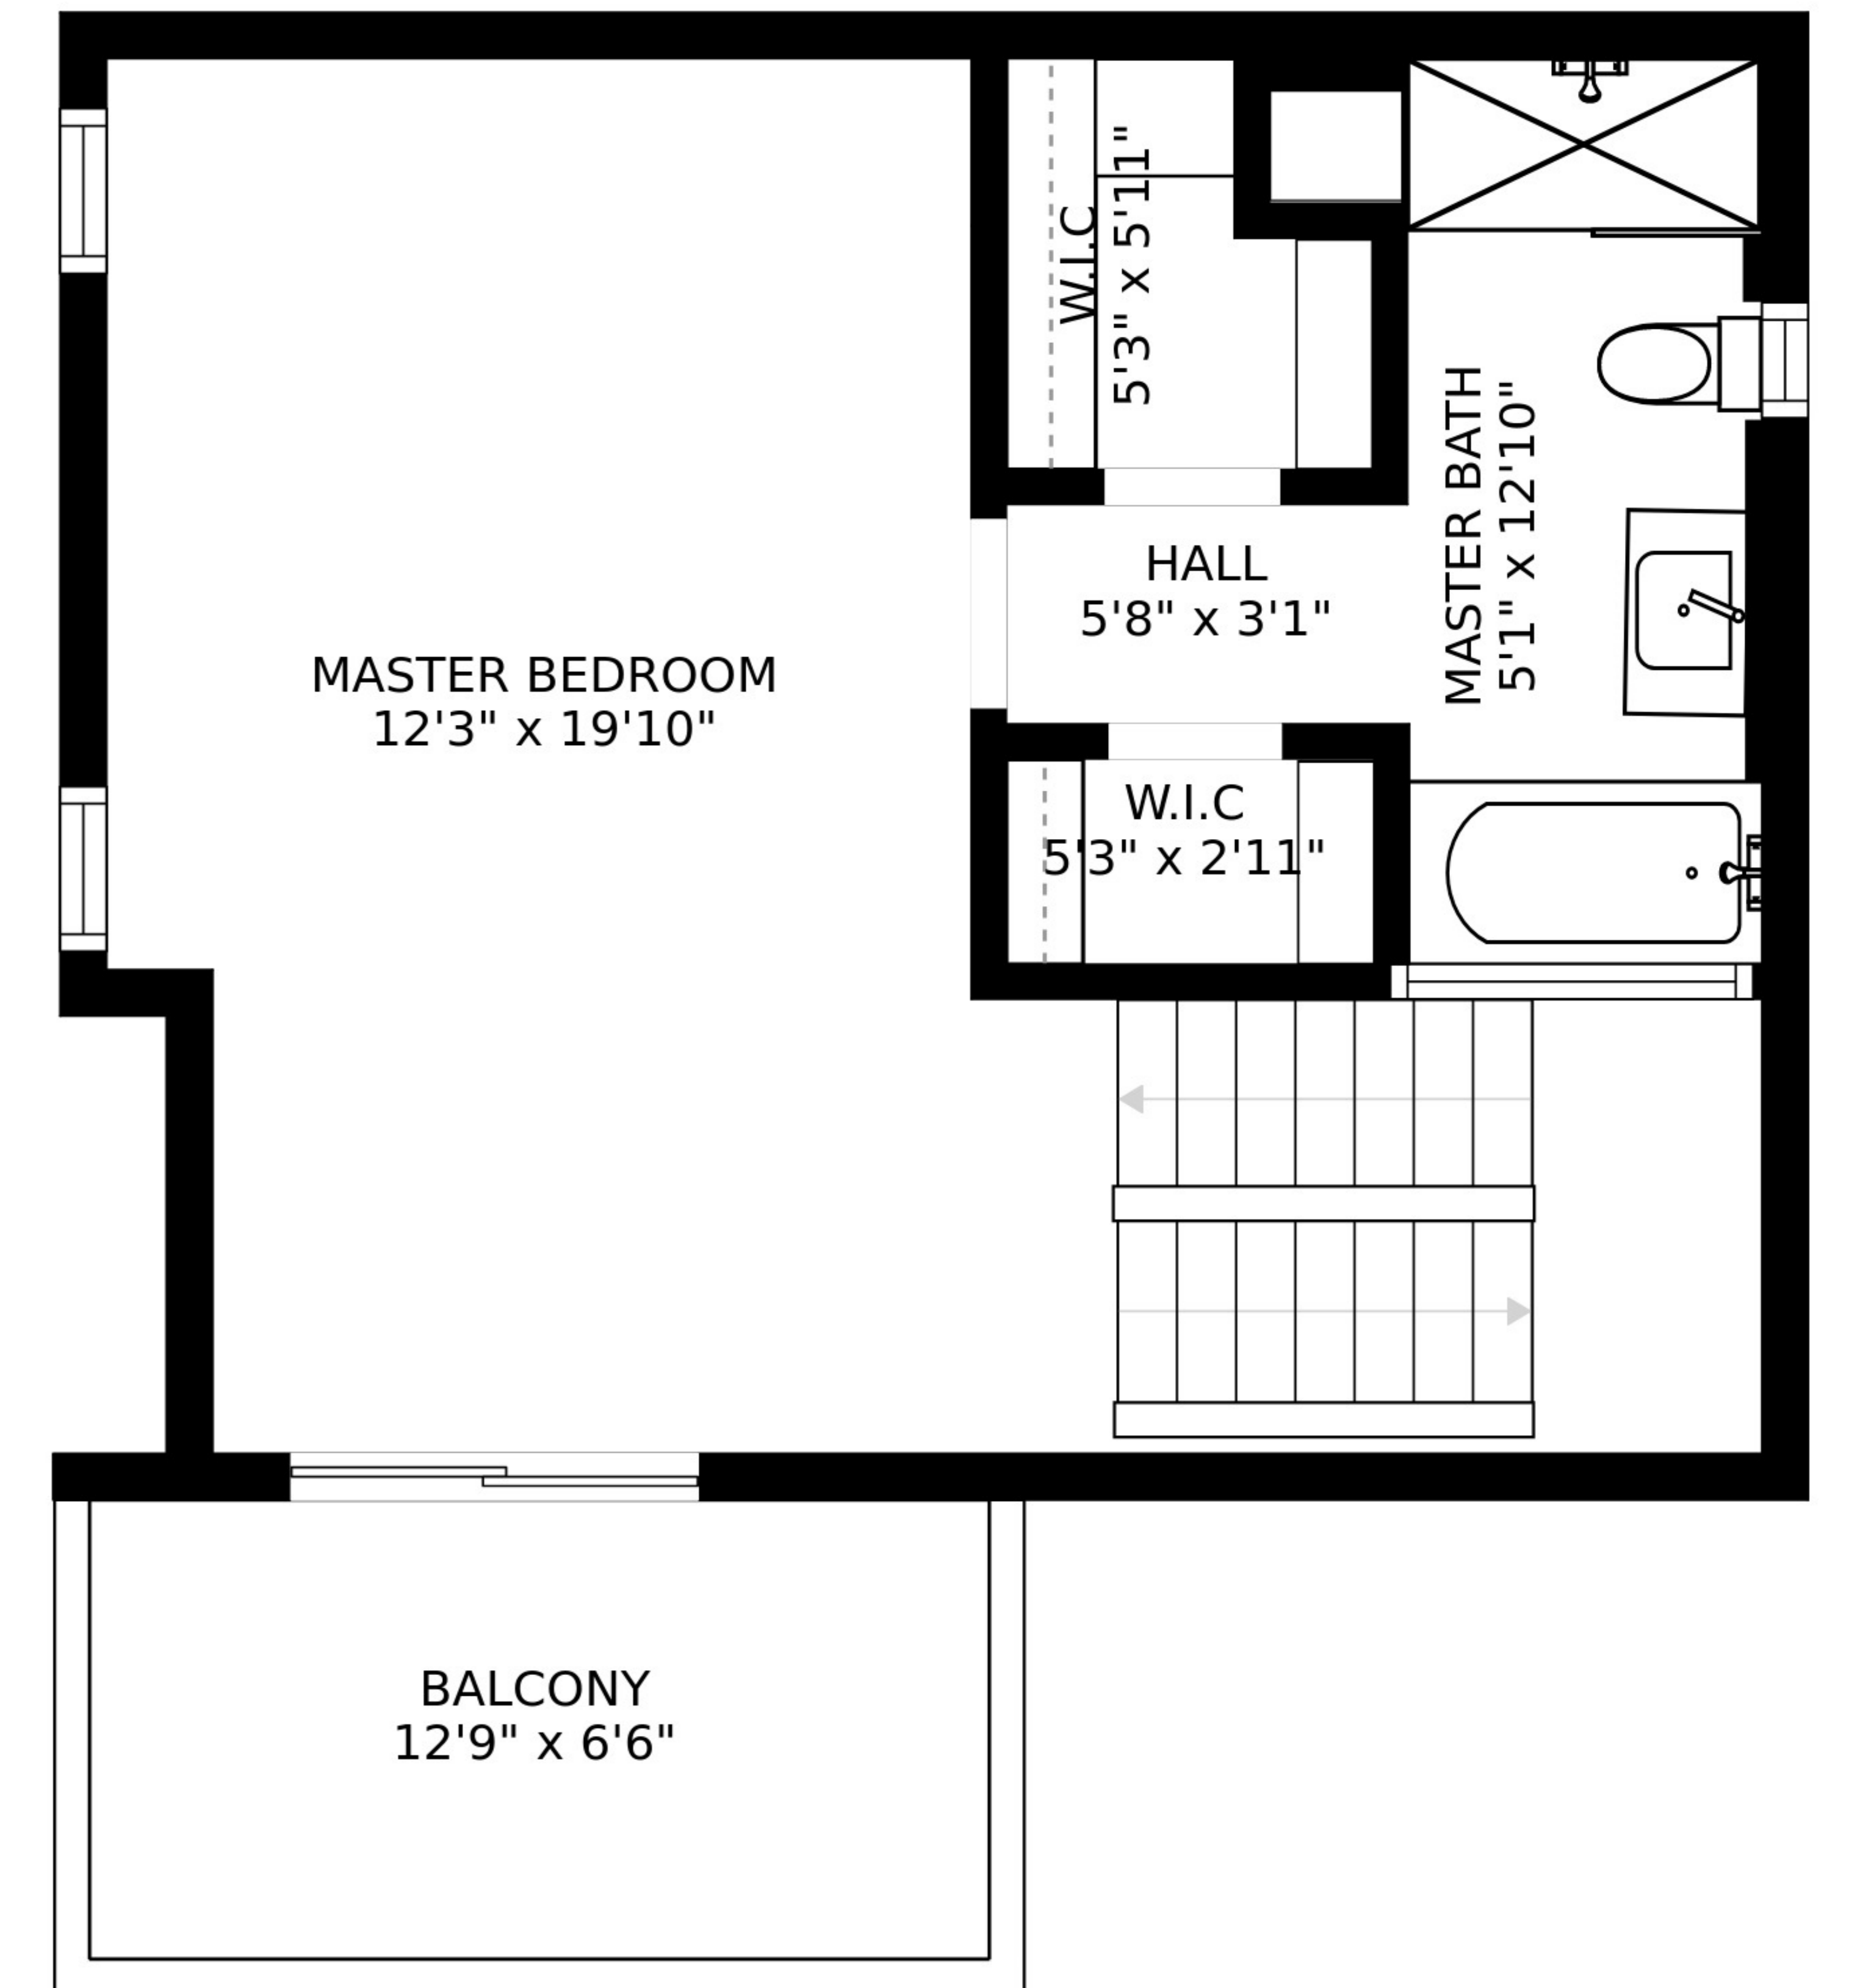 W.I.C
5'3" x 5'11"
MASTER BATH
5'1" x 12'10"
HALL
5'8" x 3'1"
MASTER BEDROOM
12'3" x 19'10"
W.I.C
5'3" x 2'11"
BALCONY
12'9" x 6'6"